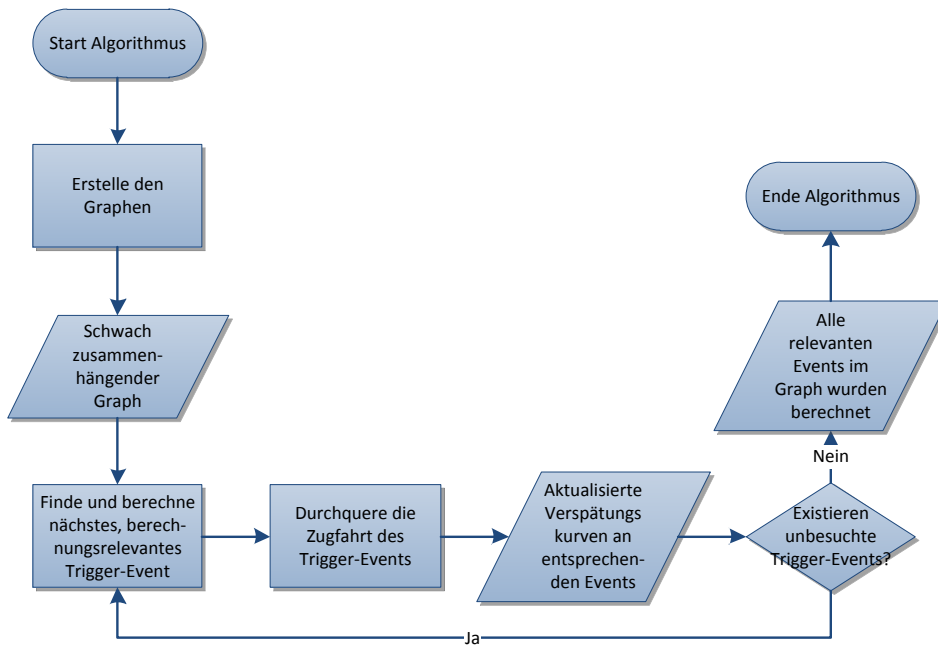 Start Algorithmus
Erstelle den
Graphen
Schwach
zusammen-
hängender
Graph
Finde und berechne
nächstes, berech-
nungsrelevantes
Trigger-Event
Durchquere die
Zugfahrt des
Trigger-Events
Aktualisierte
Verspätungs
kurven an
entsprechen-
den Events
Existieren
unbesuchte
Trigger-Events?
Ja
Nein
Alle
relevanten
Events im
Graph wurden
berechnet
Ende Algorithmus